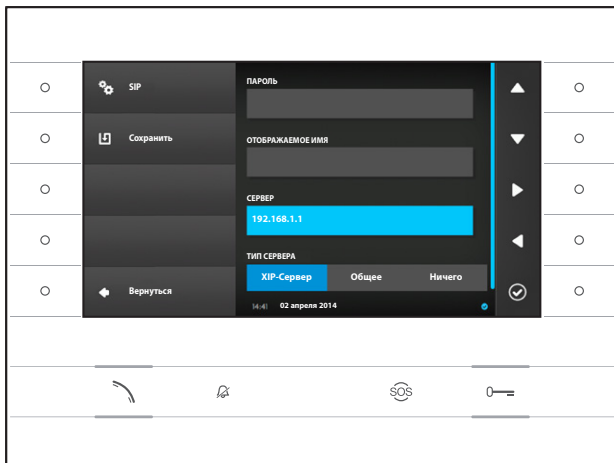 SIP
Сохранить
Вернуться
ПАРОЛЬ
ОТОБРАЖАЕМОЕ ИМЯ
СЕРВЕР
192.168.1.1
ТИП СЕРВЕРА
XIP-Сервер Общее Ничего
14:41 02 апреля 2014
SOS